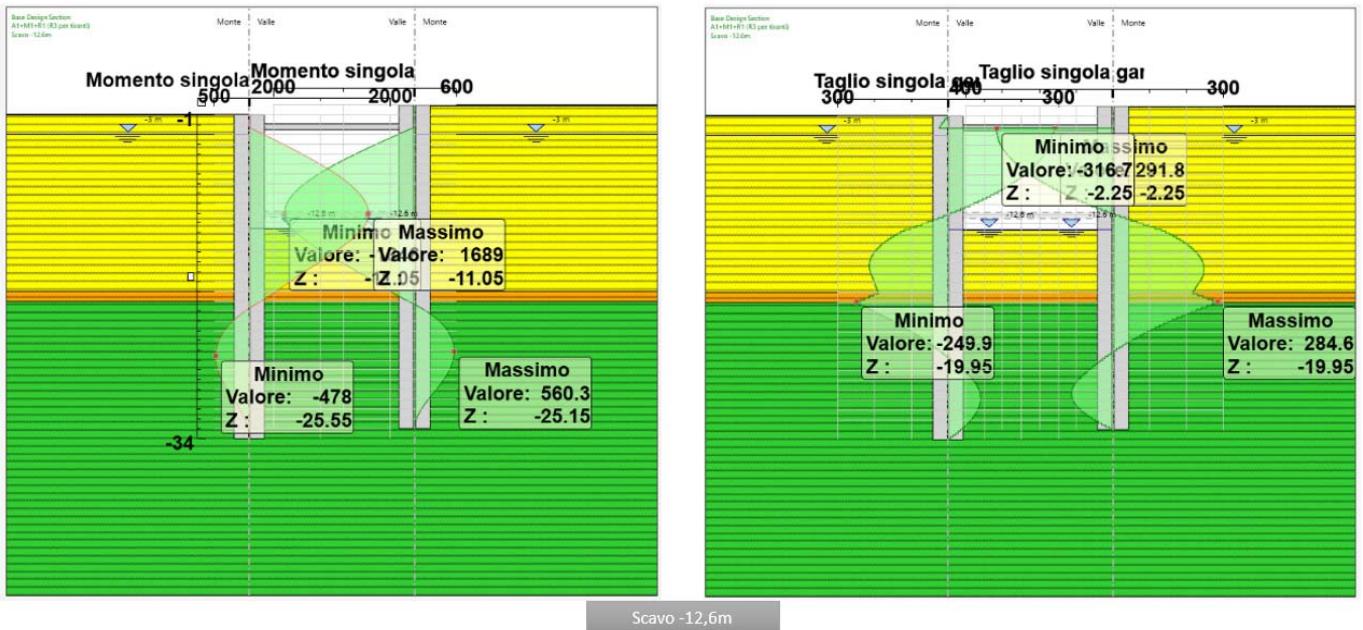 Base Design Section
A1+M1+R1 (R3 per tiranti)
Scavo -12.6m
Monte Valle
Valle Monte
Momento singola
Momento singola
500
2000
2000
600
-1
-3 m
-3 m
-12.6 m
-12.6 m
Minimo
Valore:
Z :
Massimo
Valore: 1689
Z : -11.05
Minimo
Valore: -478
Z : -25.55
Massimo
Valore: 560.3
Z : -25.15
-34
Base Design Section
A1+M1+R1 (R3 per tiranti)
Scavo -12.6m
Monte Valle
Valle Monte
Taglio singola
Taglio singola
300
400
300
300
-3 m
-3 m
Minimo
Valore: -316.7
Z : -2.25
291.8
-2.25
-12.6 m
-12.6 m
Minimo
Valore: -249.9
Z : -19.95
Massimo
Valore: 284.6
Z : -19.95
Scavo -12,6m